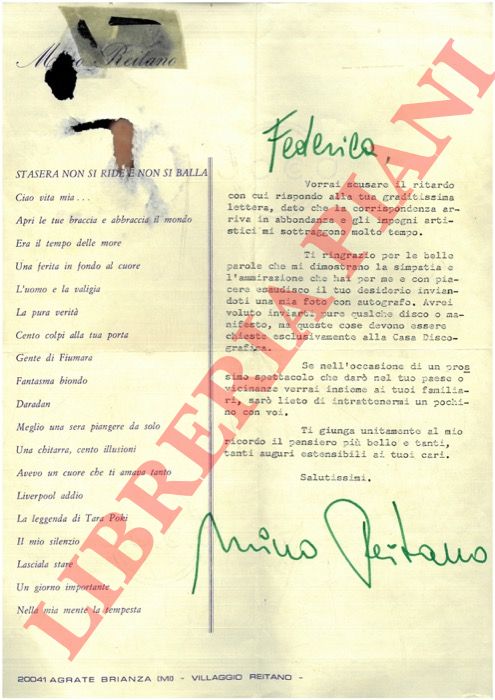 Mino Reitano
STASERA NON SI RIDE E NON SI BALLA
Ciao vita mia . . .
Apri le tue braccia e abbraccia il mondo
Era il tempo delle more
Una ferita in fondo al cuore
L'uomo e la valigia
La pura verità
Cento colpi alla tua porta
Gente di Fiumara
Fantasma biondo
Daradan
Meglio una sera piangere da solo
Una chitarra, cento illusioni
Avevo un cuore che ti amava tanto
Liverpool addio
La leggenda di Tara Poki
Il mio silenzio
Lasciala stare
Un giorno importante
Nella mia mente la tempesta
Federica,
Vorrai scusare il ritardo
con cui rispondo alla tua graditissima
lettera, dato che la corrispondenza ar-
riva in abbondanza e gli impegni arti-
stici mi sottraggono molto tempo.
Ti ringrazio per le belle
parole che mi dimostrano la simpatia e
l'ammirazione che hai per me e con pia-
cere esaudisco il tuo desiderio invian-
doti una mia foto con autografo. Avrei
voluto inviarti pure qualche disco o ma-
nifesto, ma queste cose devono essere
chieste esclusivamente alla Casa Disco-
grafica.
Se nell'occasione di un pros
simo spettacolo che darò nel tuo paese o
vicinanze verrai insieme ai tuoi familia-
ri, sarò lieto di intrattenermi un pochi-
no con voi.
Ti giunga unitamente al mio
ricordo il pensiero più bello e tanti,
tanti auguri estensibili ai tuoi cari.
Salutissimi.
Mino Reitano
20041 AGRATE BRIANZA (MI) - VILLAGGIO REITANO -
LIBRERIA PIANI